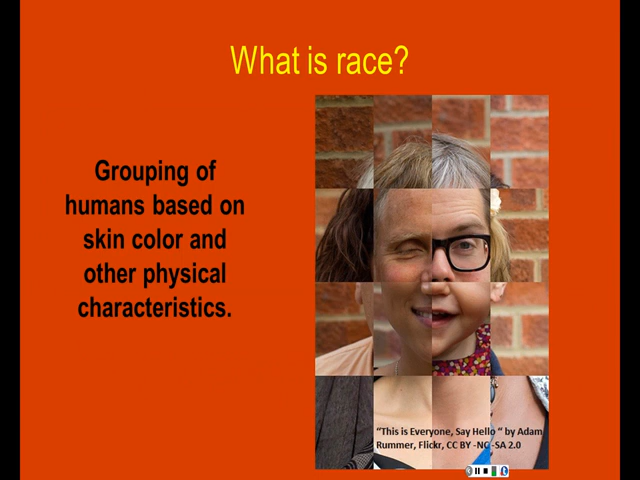 What is race?
Grouping of
humans based on
skin color and
other physical
characteristics.
“This is Everyone, Say Hello “ by Adam
Rummer, Flickr, CC BY -NC -SA 2.0